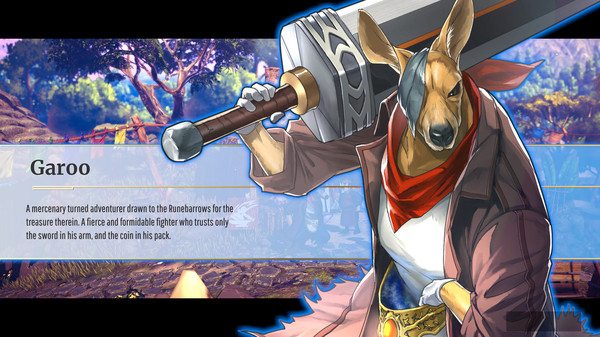 Garoo
A mercenary turned adventurer drawn to the Runebarrows for the
treasure therein. A fierce and formidable fighter who trusts only
the sword in his arm, and the coin in his pack.